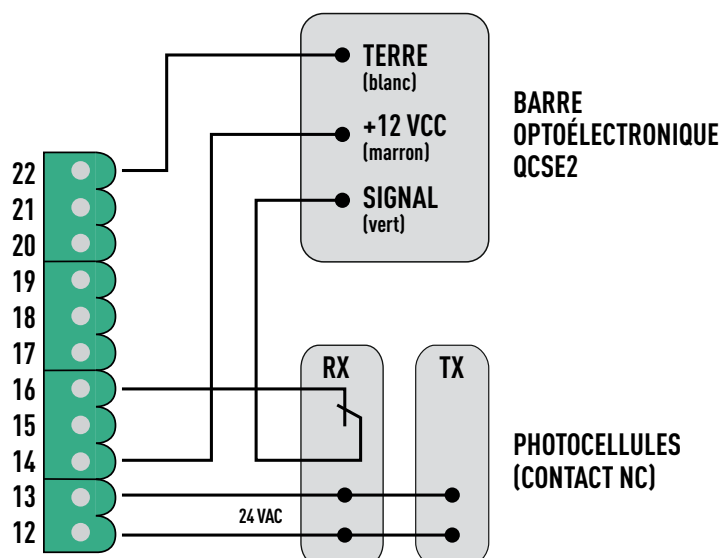 TERRE
(blanc)
+12 VCC
(marron)
SIGNAL
(vert)
BARRE
OPTOÉLECTRONIQUE
QCSE2
22
21
20
19
18
17
16
15
14
13
12
RX
TX
24 VAC
PHOTOCELLULES
(CONTACT NC)